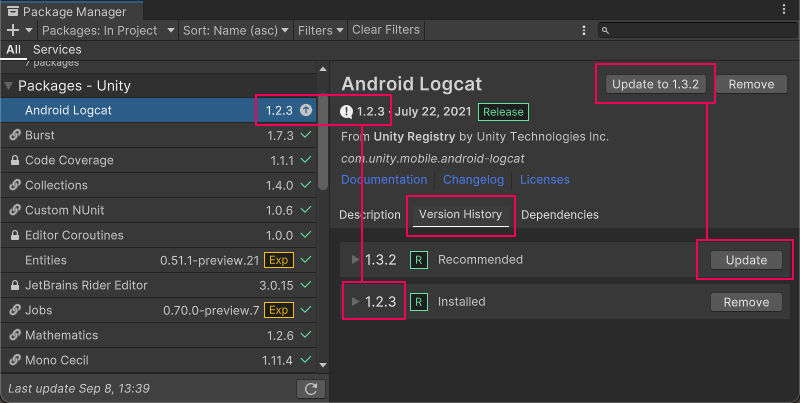 Package Manager
Packages: In Project Sort: Name (asc) Filters Clear Filters
All Services
7 packages
Packages - Unity
Android Logcat 1.2.3
Burst 1.7.3
Code Coverage 1.1.1
Collections 1.4.0
Custom NUnit 1.0.6
Editor Coroutines 1.0.0
Entities 0.51.1-preview.21 Exp
JetBrains Rider Editor 3.0.15
Jobs 0.70.0-preview.7 Exp
Mathematics 1.2.6
Mono Cecil 1.11.4
Last update Sep 8, 13:39
Android Logcat Update to 1.3.2 Remove
1.2.3 · July 22, 2021 Release
From Unity Registry by Unity Technologies Inc.
com.unity.mobile.android-logcat
Documentation Changelog Licenses
Description Version History Dependencies
1.3.2 R Recommended Update
1.2.3 R Installed Remove